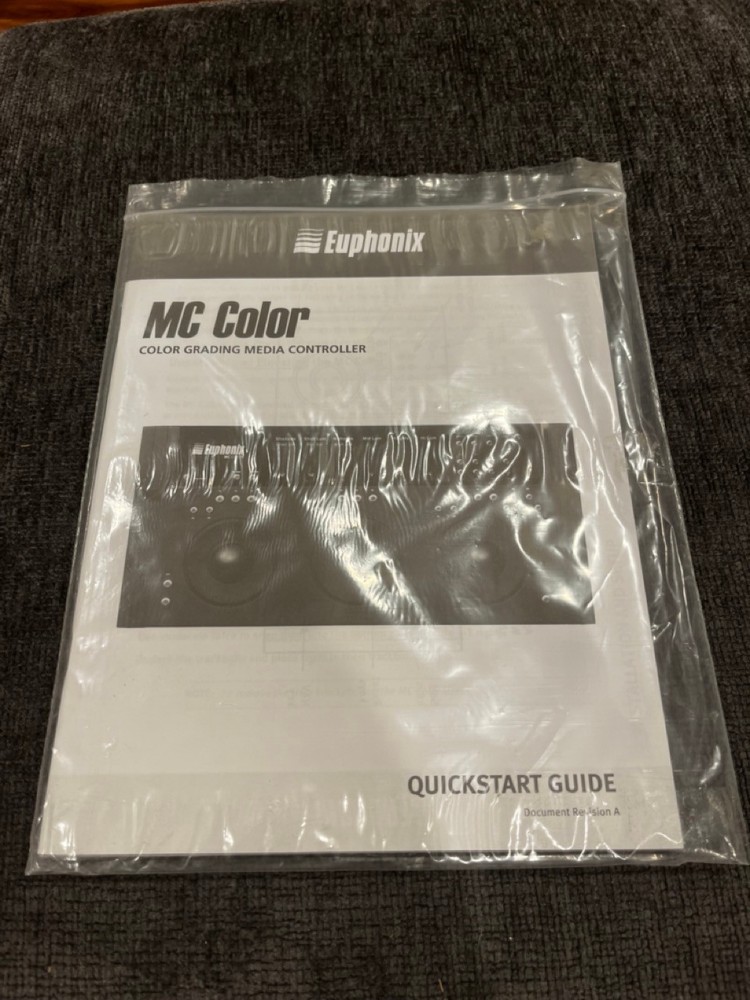 Euphonix
MC Color
COLOR GRADING MEDIA CONTROLLER
Euphonix
QUICKSTART GUIDE
Document Revision A